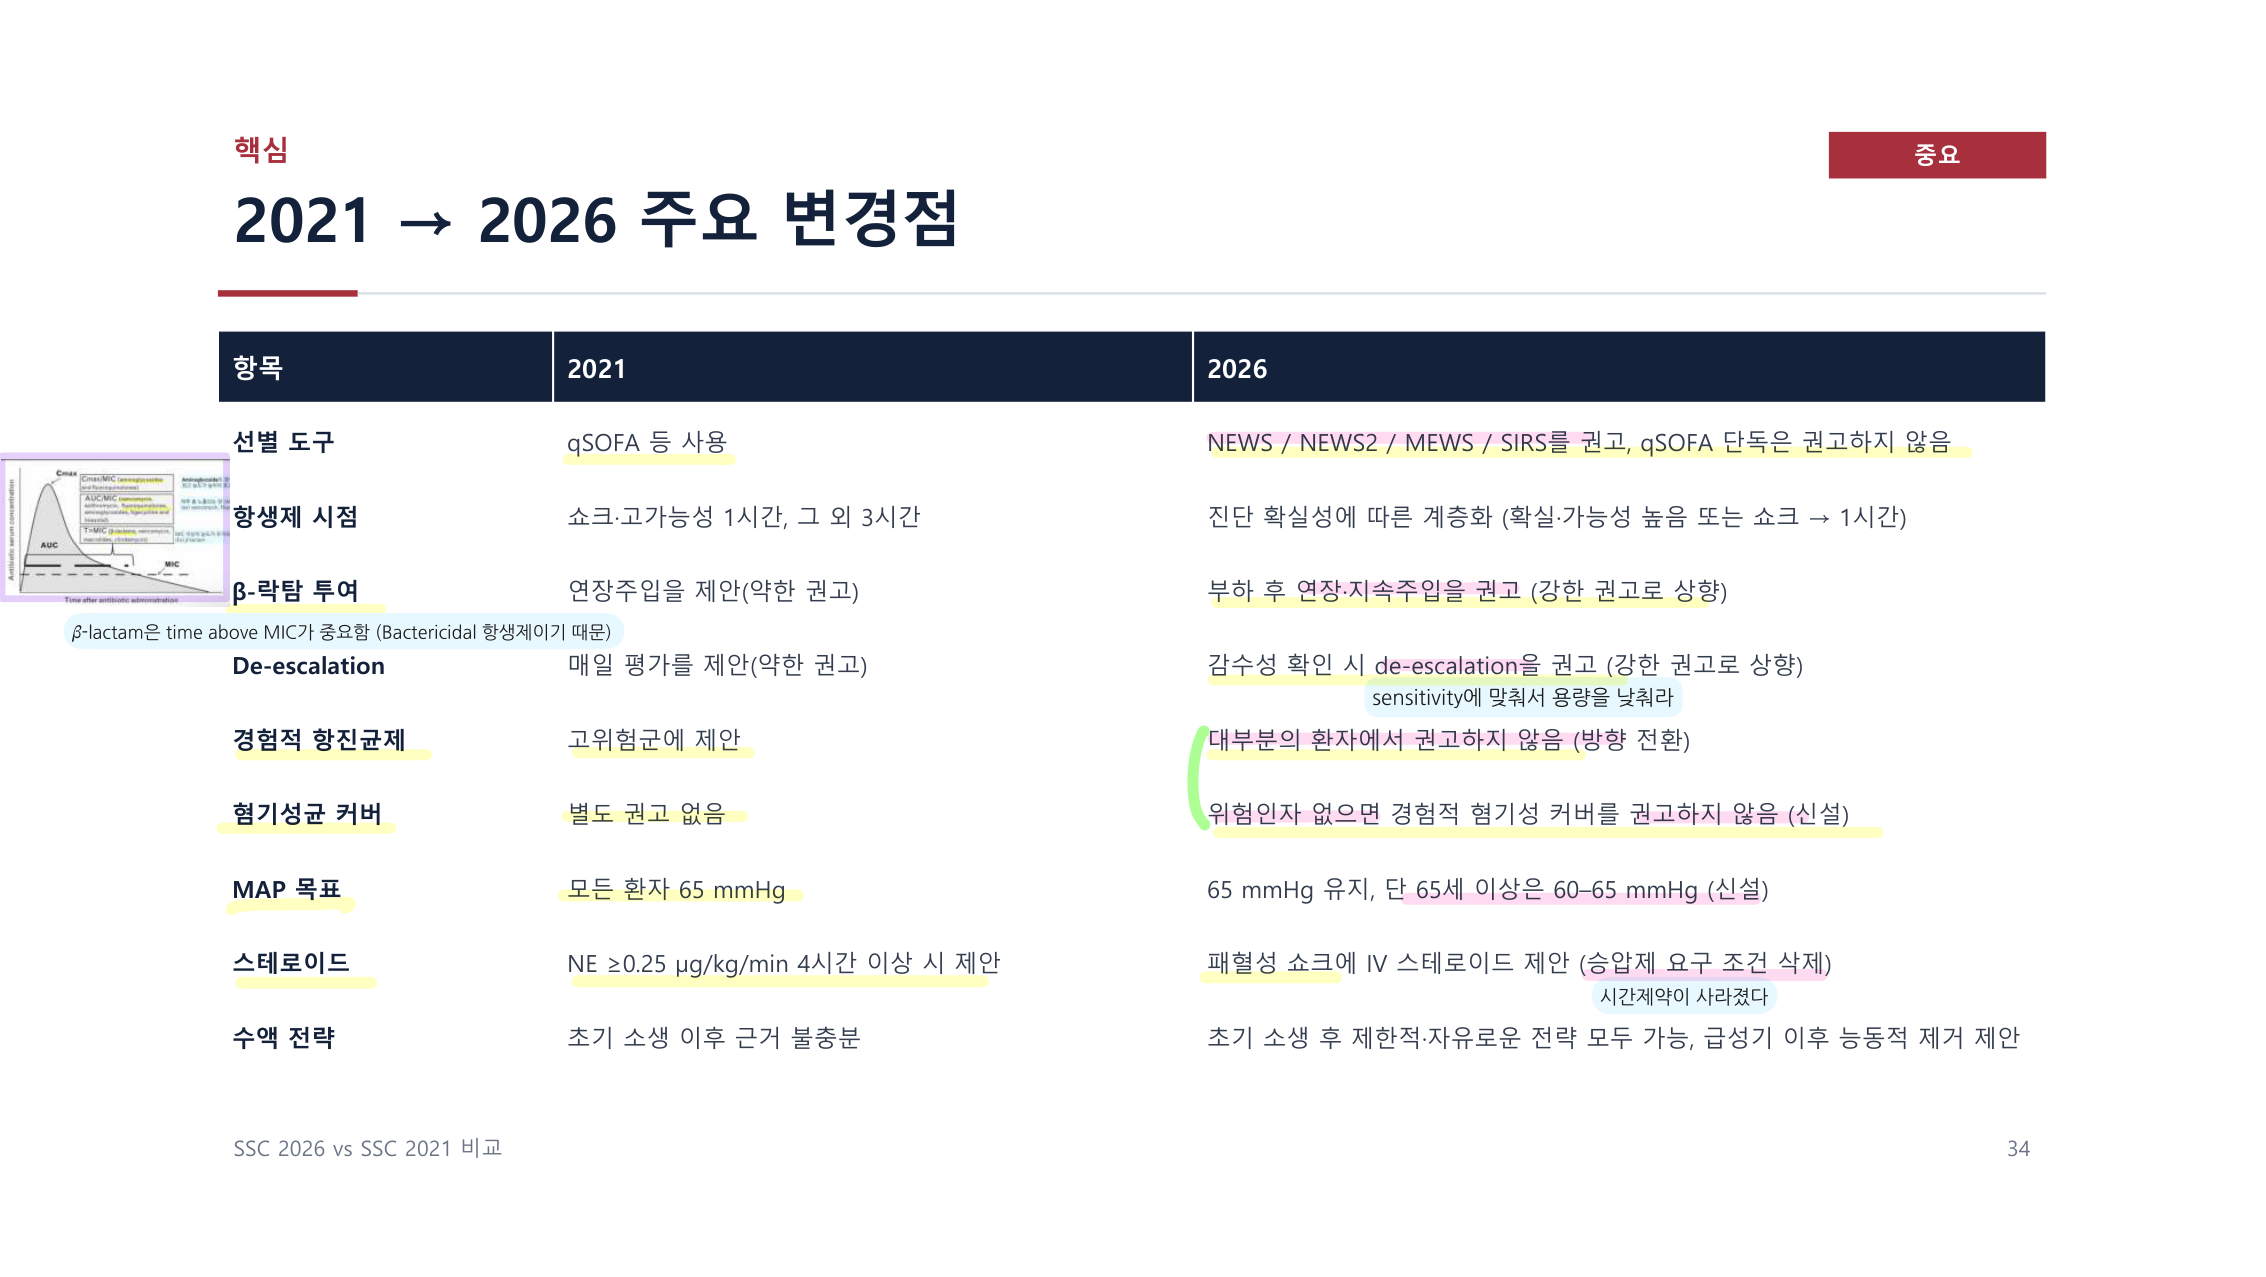 핵심
중요
2021 → 2026 주요 변경점
항목 2021 2026
선별 도구 qSOFA 등 사용 NEWS / NEWS2 / MEWS / SIRS를 권고, qSOFA 단독은 권고하지 않음
Cmax
Cmax/MIC (aminoglycosides
and fluoroquinolones)
AUC/MIC
T>MIC
AUC
MIC
Antibiotic serum concentration
Time after antibiotic administration
항생제 시점 쇼크·고가능성 1시간, 그 외 3시간 진단 확실성에 따른 계층화 (확실·가능성 높음 또는 쇼크 → 1시간)
β-락탐 투여 연장주입을 제안(약한 권고) 부하 후 연장·지속주입을 권고 (강한 권고로 상향)
β-lactam은 time above MIC가 중요함 (Bactericidal 항생제이기 때문)
De-escalation 매일 평가를 제안(약한 권고) 감수성 확인 시 de-escalation을 권고 (강한 권고로 상향)
sensitivity에 맞춰서 용량을 낮춰라
경험적 항진균제 고위험군에 제안 대부분의 환자에서 권고하지 않음 (방향 전환)
혐기성균 커버 별도 권고 없음 위험인자 없으면 경험적 혐기성 커버를 권고하지 않음 (신설)
MAP 목표 모든 환자 65 mmHg 65 mmHg 유지, 단 65세 이상은 60–65 mmHg (신설)
스테로이드 NE ≥0.25 µg/kg/min 4시간 이상 시 제안 패혈성 쇼크에 IV 스테로이드 제안 (승압제 요구 조건 삭제)
시간제약이 사라졌다
수액 전략 초기 소생 이후 근거 불충분 초기 소생 후 제한적·자유로운 전략 모두 가능, 급성기 이후 능동적 제거 제안
SSC 2026 vs SSC 2021 비교
34